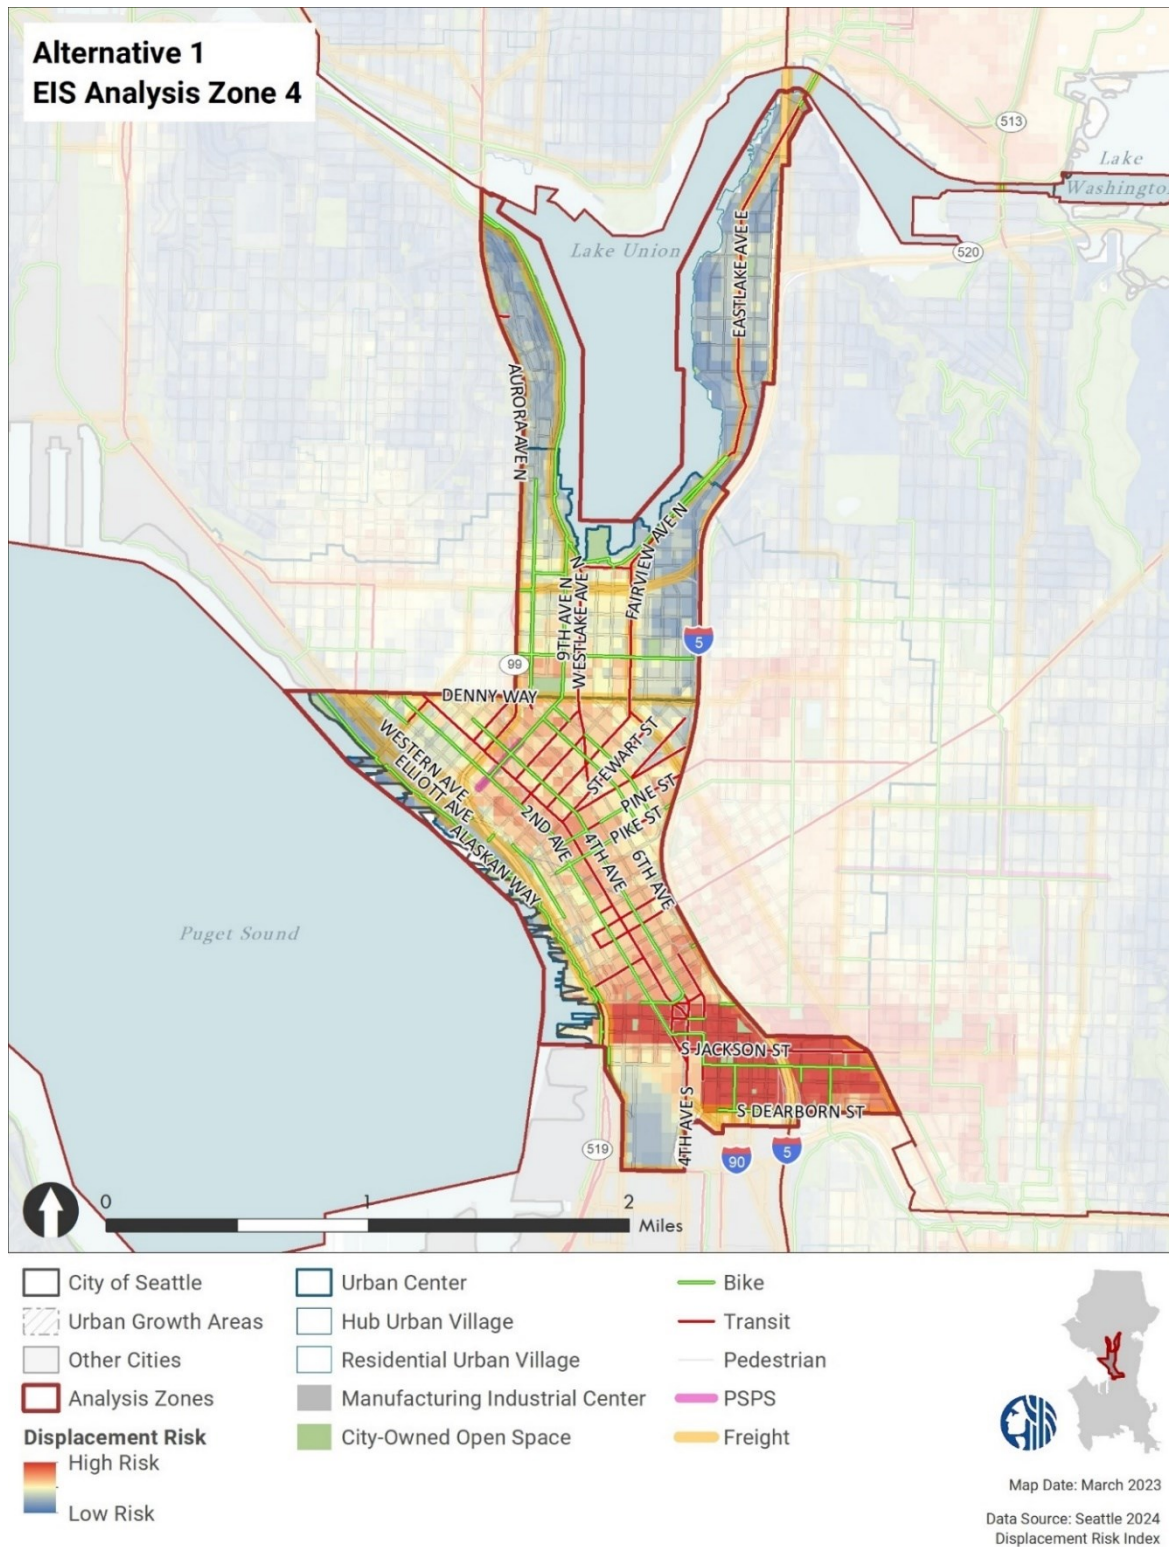 Alternative 1
EIS Analysis Zone 4
513
Lake
Washington
Lake Union
520
EASTLAKE AVE E
AURORA AVE N
FAIRVIEW AVE N
9TH AVE N
WESTLAKE AVE N
5
99
DENNY WAY
STEWART ST
WESTERN AVE
ELLIOTT AVE
PINE ST
PIKE ST
2ND AVE
4TH AVE
6TH AVE
ALASKAN WAY
Puget Sound
S JACKSON ST
S DEARBORN ST
4TH AVE S
519
90
5
0 1 2
Miles
City of Seattle
Urban Growth Areas
Other Cities
Analysis Zones
Displacement Risk
High Risk
Low Risk
Urban Center
Hub Urban Village
Residential Urban Village
Manufacturing Industrial Center
City-Owned Open Space
Bike
Transit
Pedestrian
PSPS
Freight
Map Date: March 2023
Data Source: Seattle 2024
Displacement Risk Index